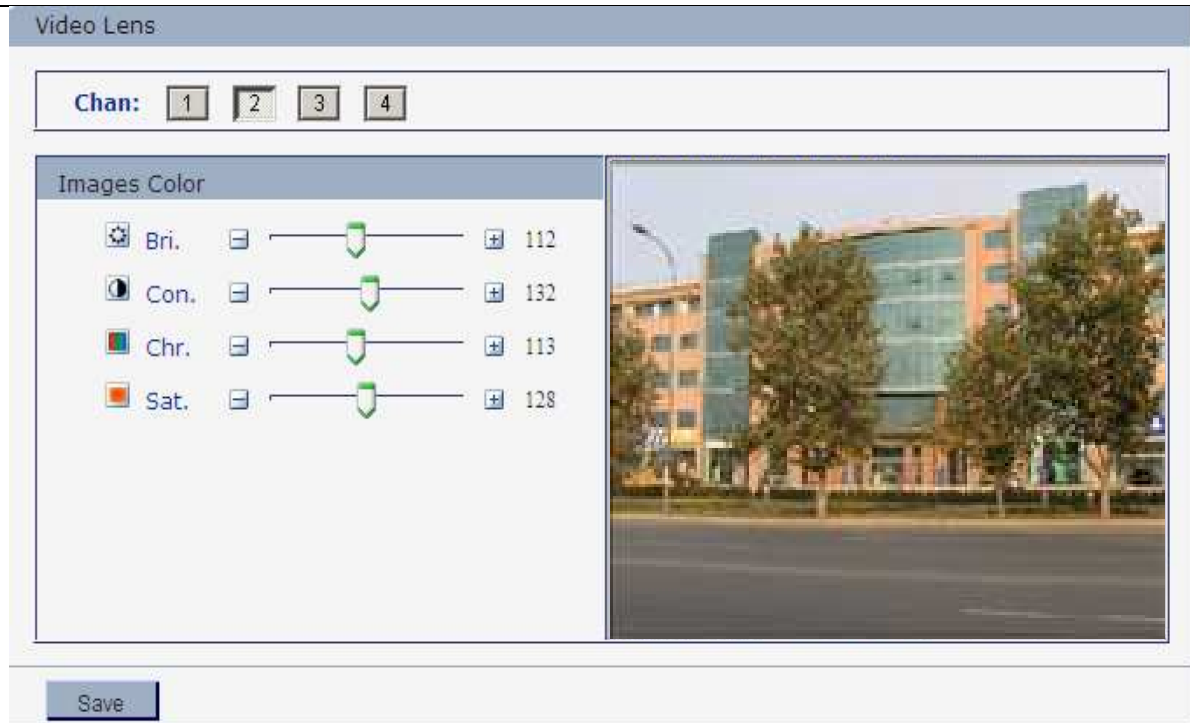 Video Lens
Chan: 1 2 3 4
Images Color
Bri. 112
Con. 132
Chr. 113
Sat. 128
Save